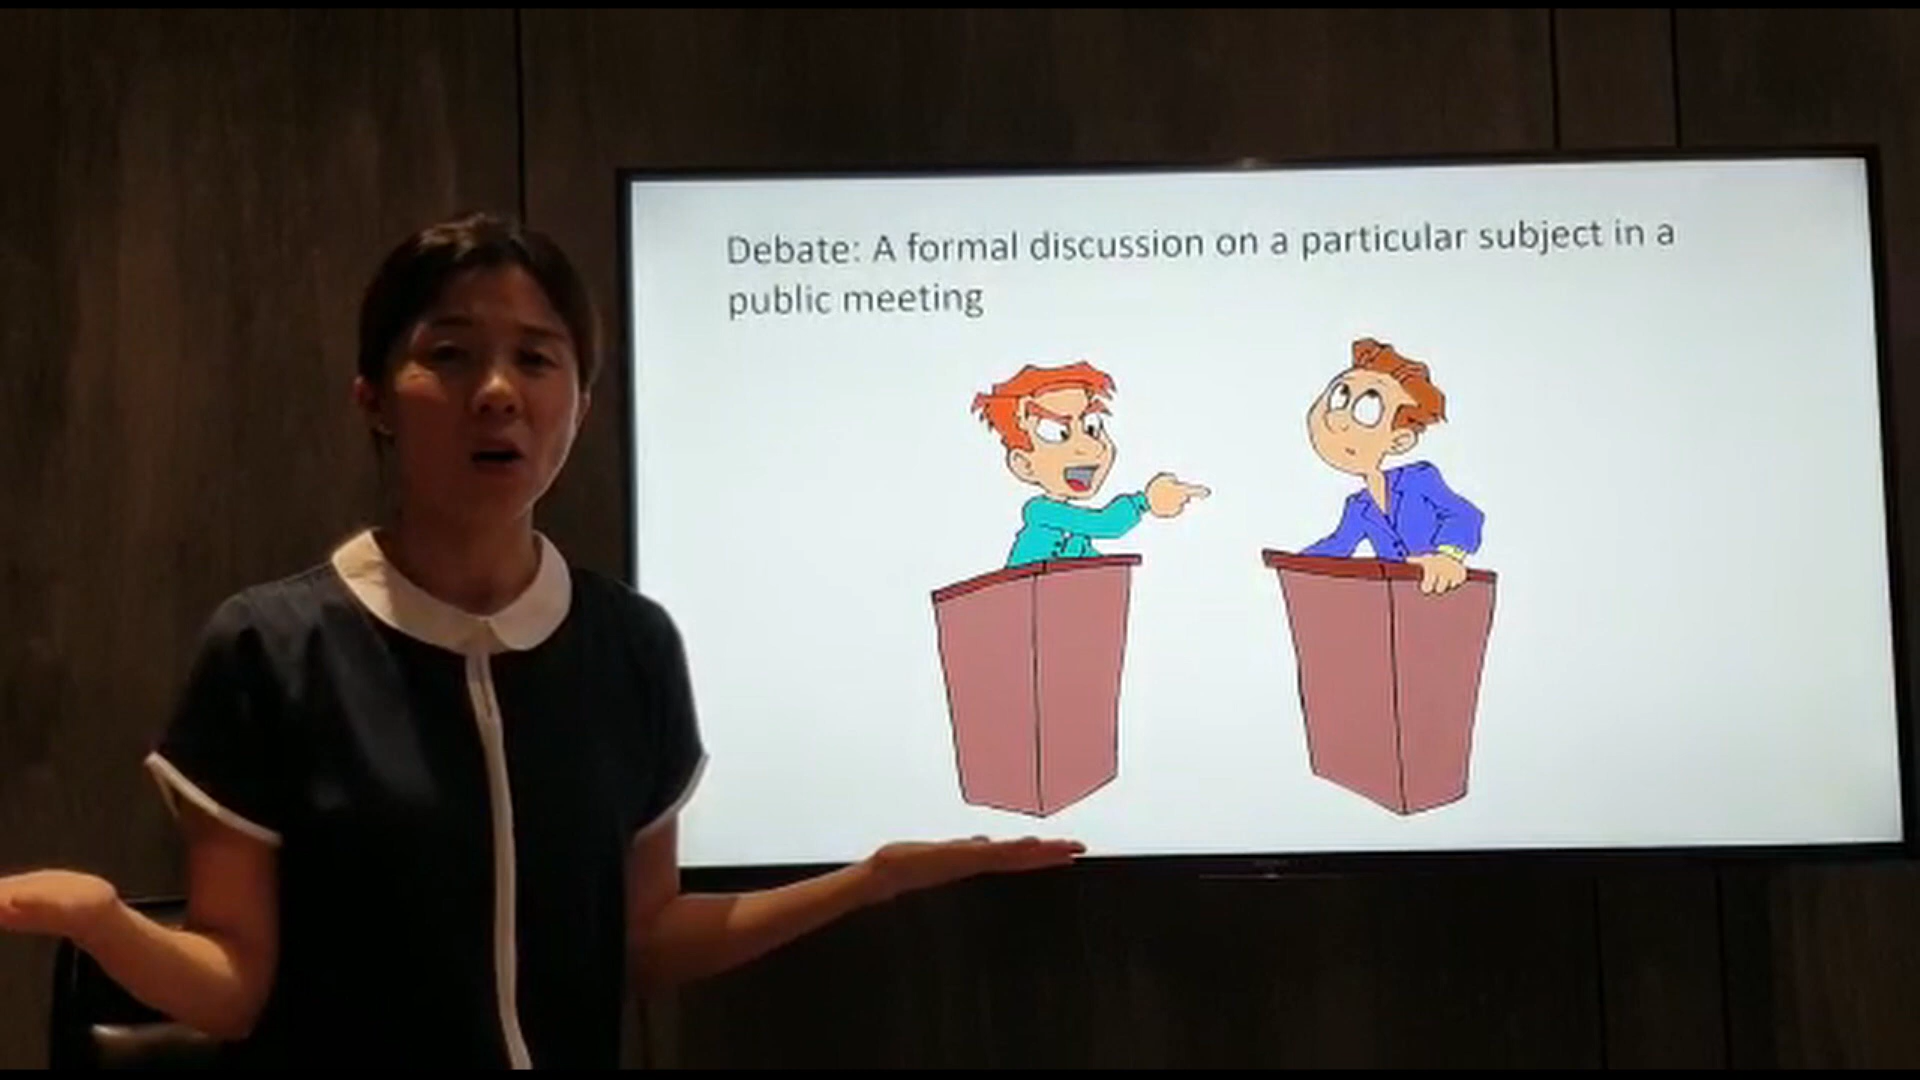 Debate: A formal discussion on a particular subject in a
public meeting